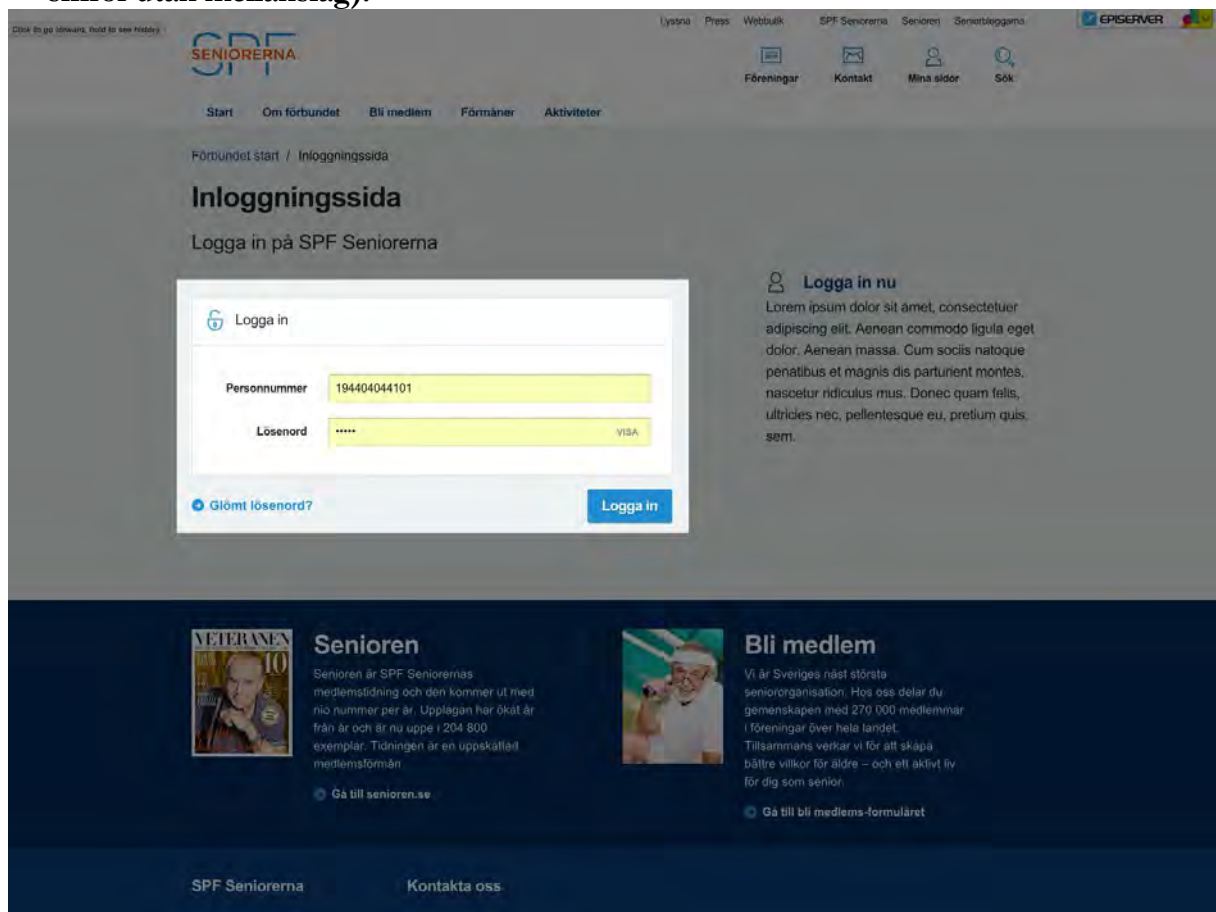 siffror utan mellanslag).
Click to go forward, hold to see history
Lyssna Press Webbutik SPF Seniorerna Senioren Seniorbloggarna
EPISERVER
SPF
SENIORERNA
Föreningar Kontakt Mina sidor Sök
Start Om förbundet Bli medlem Förmåner Aktiviteter
Förbundet start / Inloggningssida
Inloggningssida
Logga in på SPF Seniorerna
Logga in
Personnummer 194404044101
Lösenord ••••• VISA
Glömt lösenord?
Logga in
Logga in nu
Lorem ipsum dolor sit amet, consectetuer
adipiscing elit. Aenean commodo ligula eget
dolor. Aenean massa. Cum sociis natoque
penatibus et magnis dis parturient montes,
nascetur ridiculus mus. Donec quam felis,
ultricies nec, pellentesque eu, pretium quis,
sem.
VETERANEN
10
Senioren
Senioren är SPF Seniorernas
medlemstidning och den kommer ut med
nio nummer per år. Upplagan har ökat år
från år och är nu uppe i 204 800
exemplar. Tidningen är en uppskattad
medlemsförmån.
Gå till senioren.se
Bli medlem
Vi är Sveriges näst största
seniororganisation. Hos oss delar du
gemenskapen med 270 000 medlemmar
i föreningar över hela landet.
Tillsammans verkar vi för att skapa
bättre villkor för äldre – och ett aktivt liv
för dig som senior.
Gå till bli medlems-formuläret
SPF Seniorerna
Kontakta oss